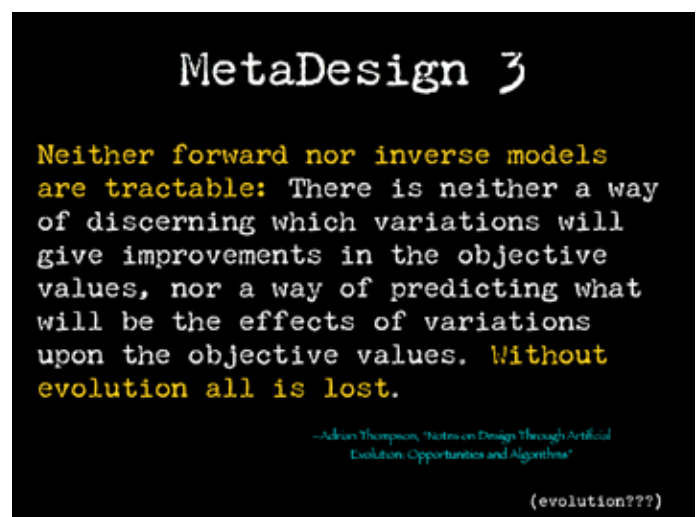 MetaDesign 3
Neither forward nor inverse models
are tractable: There is neither a way
of discerning which variations will
give improvements in the objective
values, nor a way of predicting what
will be the effects of variations
upon the objective values. Without
evolution all is lost.
--Adrian Thompson, "Notes on Design Through Artificial
Evolution: Opportunities and Algorithms"
(evolution???)